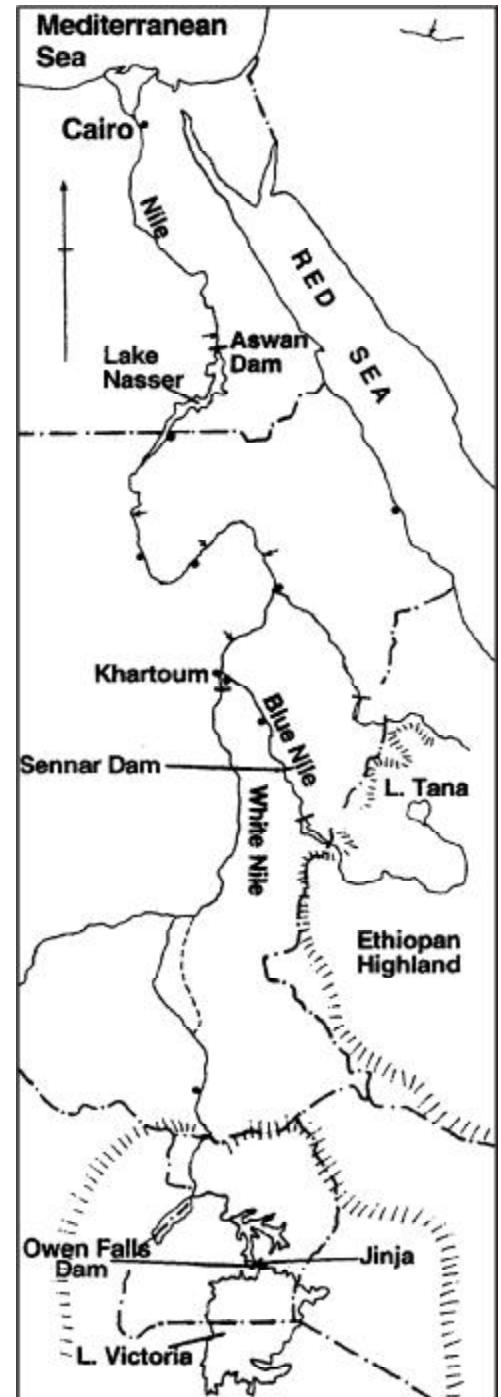 Mediterranean
Sea
Cairo
Nile
RED SEA
Lake
Nasser
Aswan
Dam
Khartoum
Blue Nile
Sennar Dam
L. Tana
White Nile
Ethiopan
Highland
Owen Falls
Dam
Jinja
L. Victoria